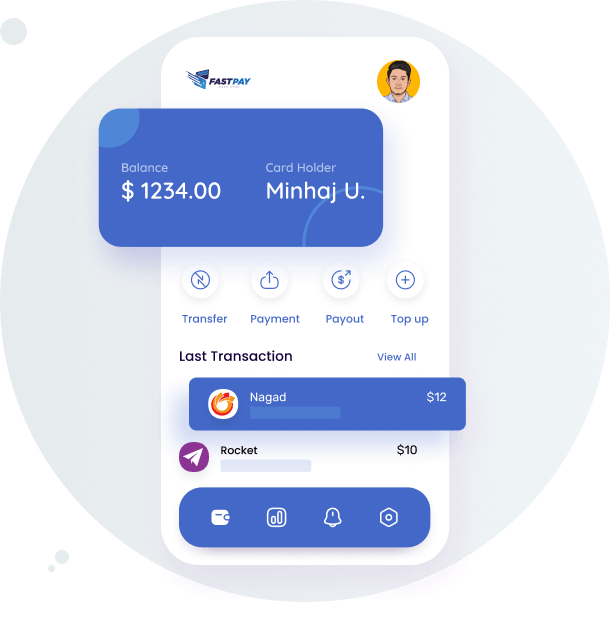 FASTPAY
Balance
Card Holder
$ 1234.00
Minhaj U.
Transfer
Payment
Payout
Top up
Last Transaction
View All
Nagad
$12
Rocket
$10